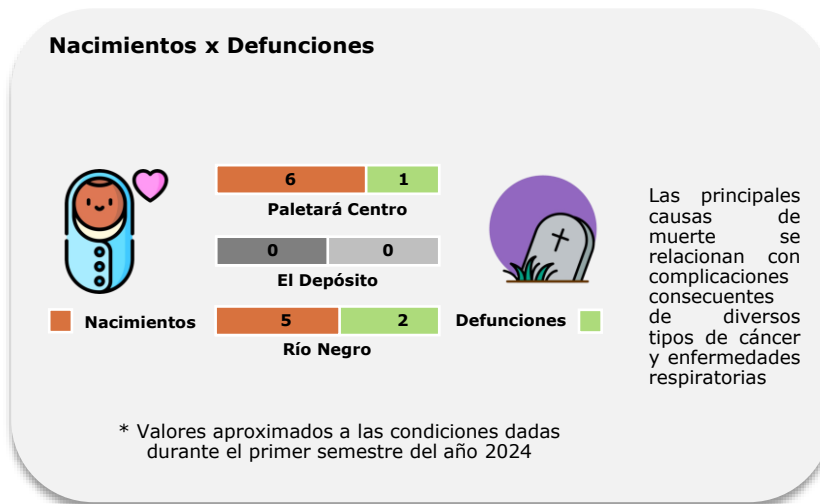 Nacimientos x Defunciones
6 1
Paletará Centro
0 0
El Depósito
Nacimientos
5 2
Río Negro
Defunciones
Las principales
causas de
muerte se
relacionan con
complicaciones
consecuentes
de diversos
tipos de cáncer
y enfermedades
respiratorias
* Valores aproximados a las condiciones dadas
durante el primer semestre del año 2024